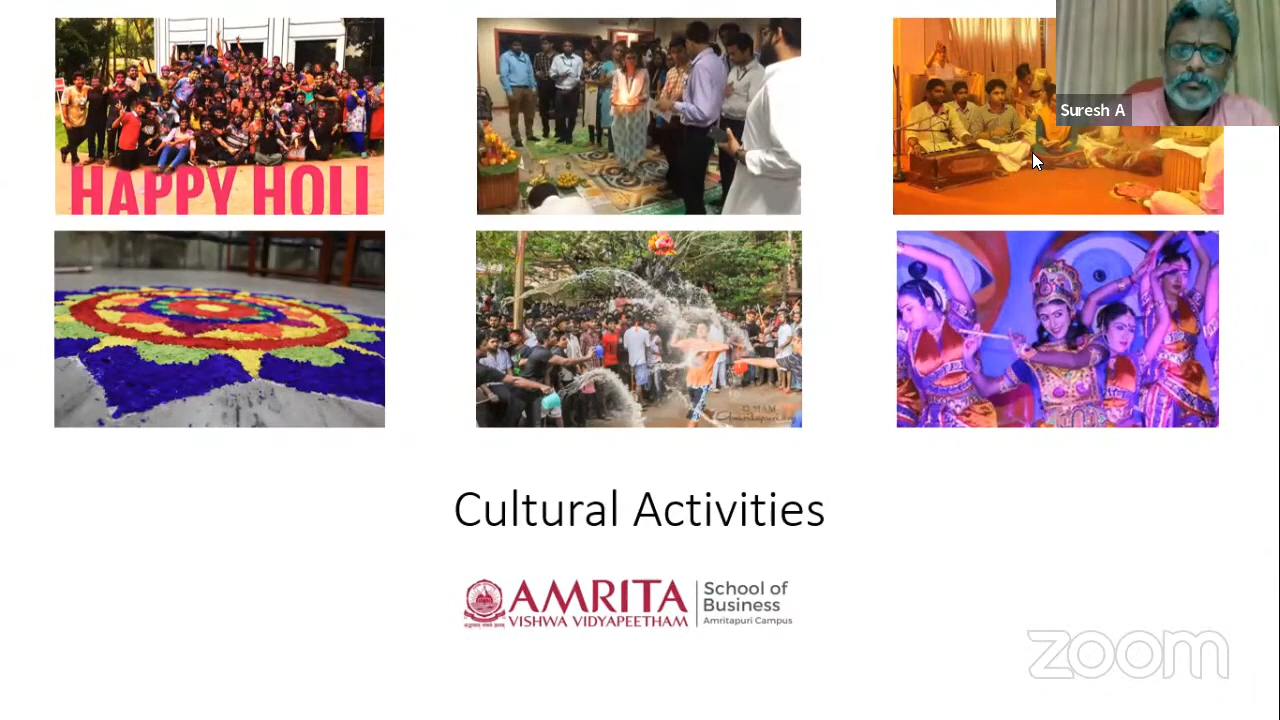 Suresh A
HAPPY HOLI
Cultural Activities
AMRITA
VISHWA VIDYAPEETHAM
School of
Business
Amritapuri Campus
zoom